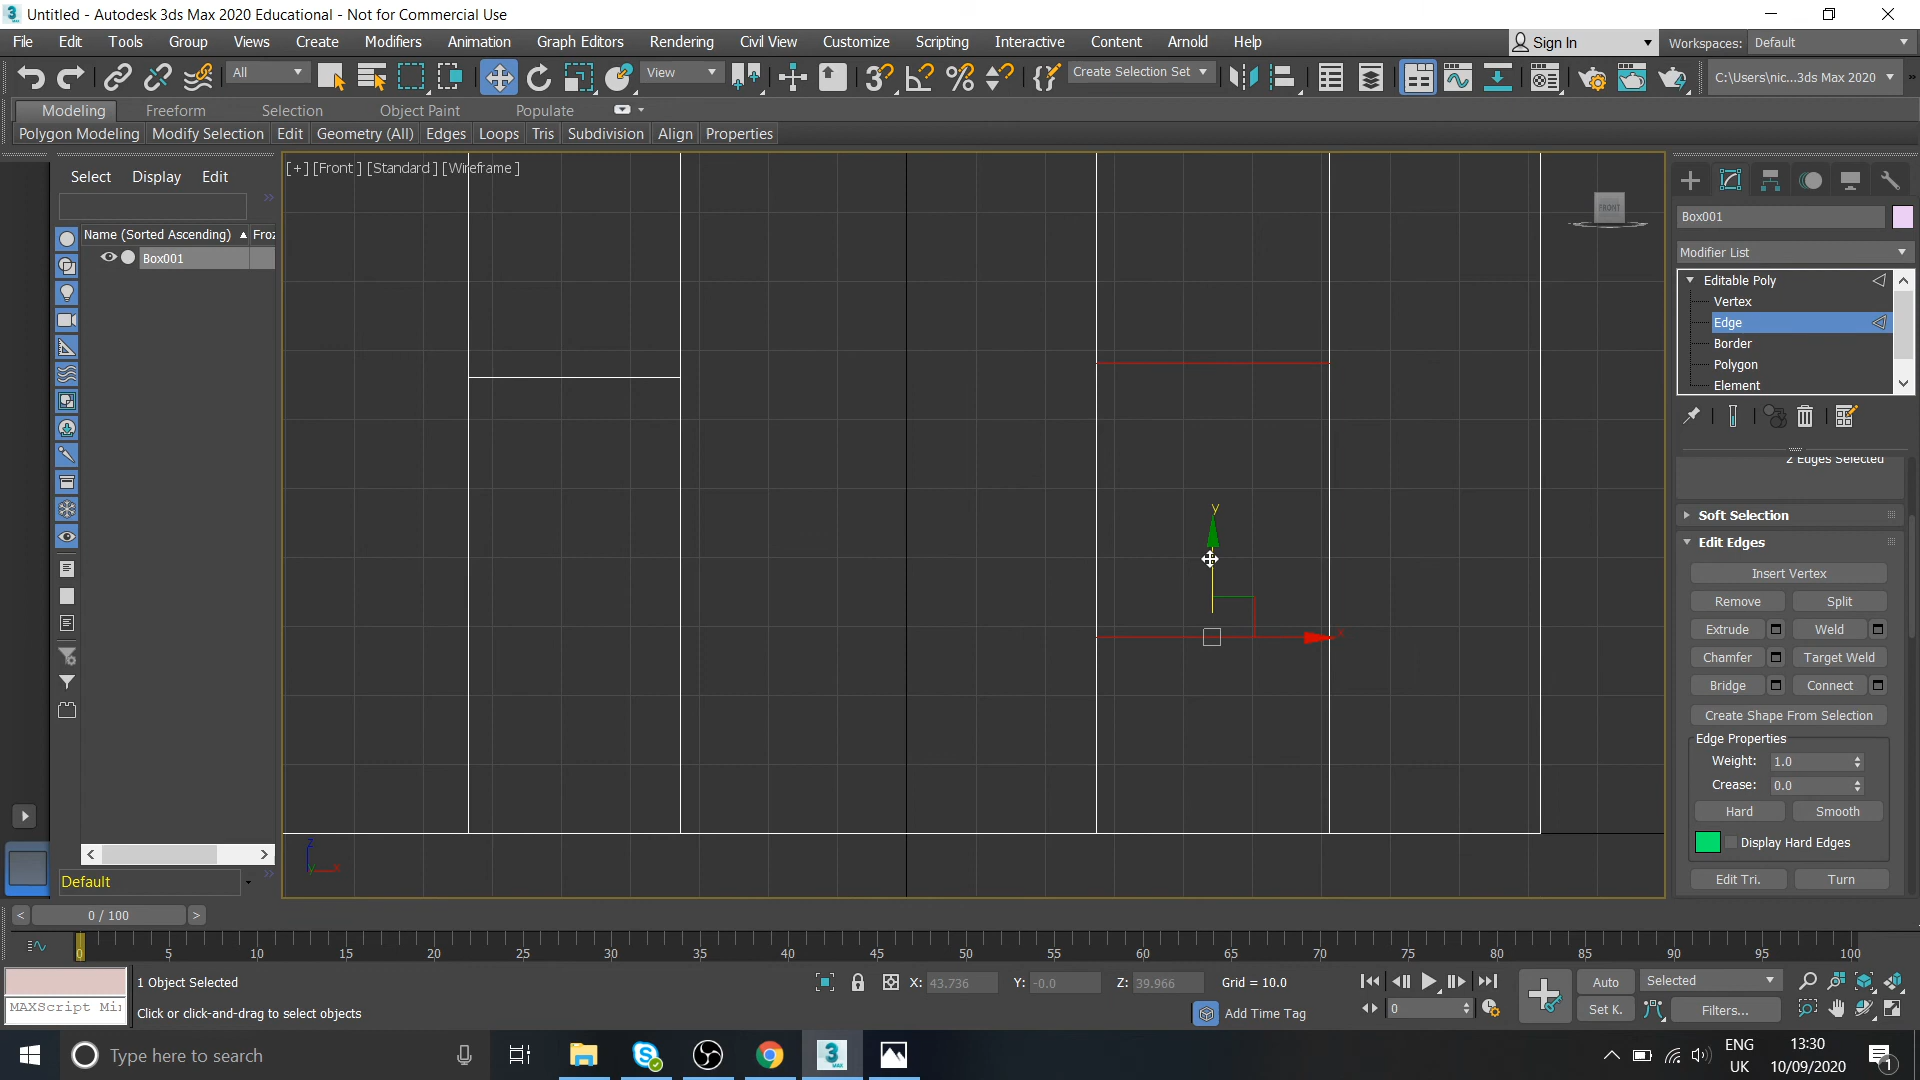 Untitled - Autodesk 3ds Max 2020 Educational - Not for Commercial Use
File Edit Tools Group Views Create Modifiers Animation Graph Editors Rendering Civil View Customize Scripting Interactive Content Arnold Help
Sign In
Workspaces: Default
All
View
Create Selection Set
C:\Users\nic...3ds Max 2020
Modeling Freeform Selection Object Paint Populate
Polygon Modeling Modify Selection Edit Geometry (All) Edges Loops Tris Subdivision Align Properties
Select Display Edit
Name (Sorted Ascending) Froz
Box001
Default
[+] [Front ] [Standard ] [Wireframe ]
FRONT
y
x
z
x
Box001
Modifier List
Editable Poly
Vertex
Edge
Border
Polygon
Element
2 Edges Selected
Soft Selection
Edit Edges
Insert Vertex
Remove Split
Extrude Weld
Chamfer Target Weld
Bridge Connect
Create Shape From Selection
Edge Properties
Weight: 1.0
Crease: 0.0
Hard Smooth
Display Hard Edges
Edit Tri. Turn
< 0 / 100 >
0 5 10 15 20 25 30 35 40 45 50 55 60 65 70 75 80 85 90 95 100
1 Object Selected
X: 43.736 Y: -0.0 Z: 39.966 Grid = 10.0
Auto Selected
MAXScript Mi
Click or click-and-drag to select objects
Add Time Tag
0
Set K. Filters...
Type here to search
ENG
UK
13:30
10/09/2020
1